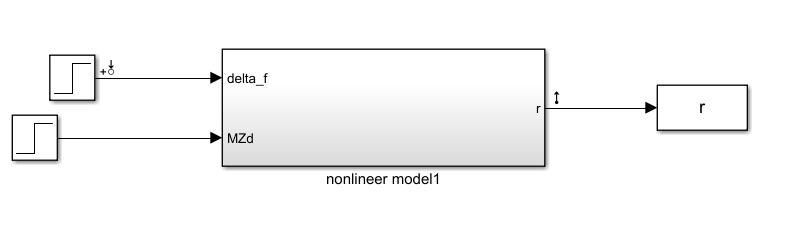 delta_f
MZd
r
r
nonlineer model1